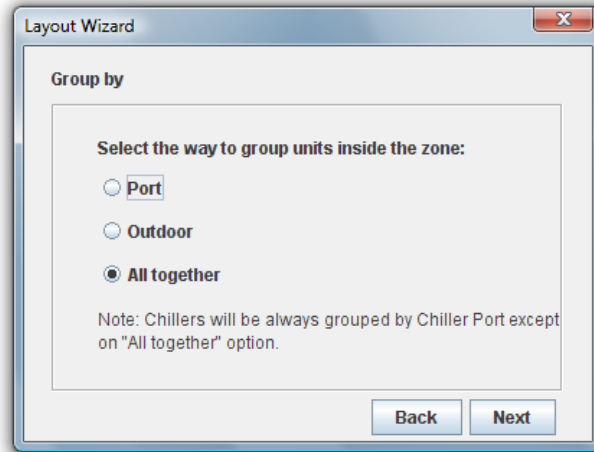 Layout Wizard
Group by
Select the way to group units inside the zone:
Port
Outdoor
All together
Note: Chillers will be always grouped by Chiller Port except
on "All together" option.
Back Next